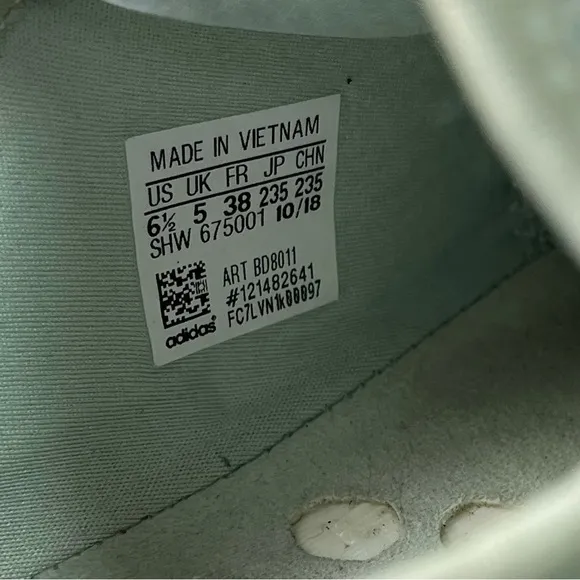 MADE IN VIETNAM
US UK FR JP CHN
6½ 5 38 235 235
SHW 675001 10/18
ART BD8011
#121482641
FC7LVN1k00097
adidas